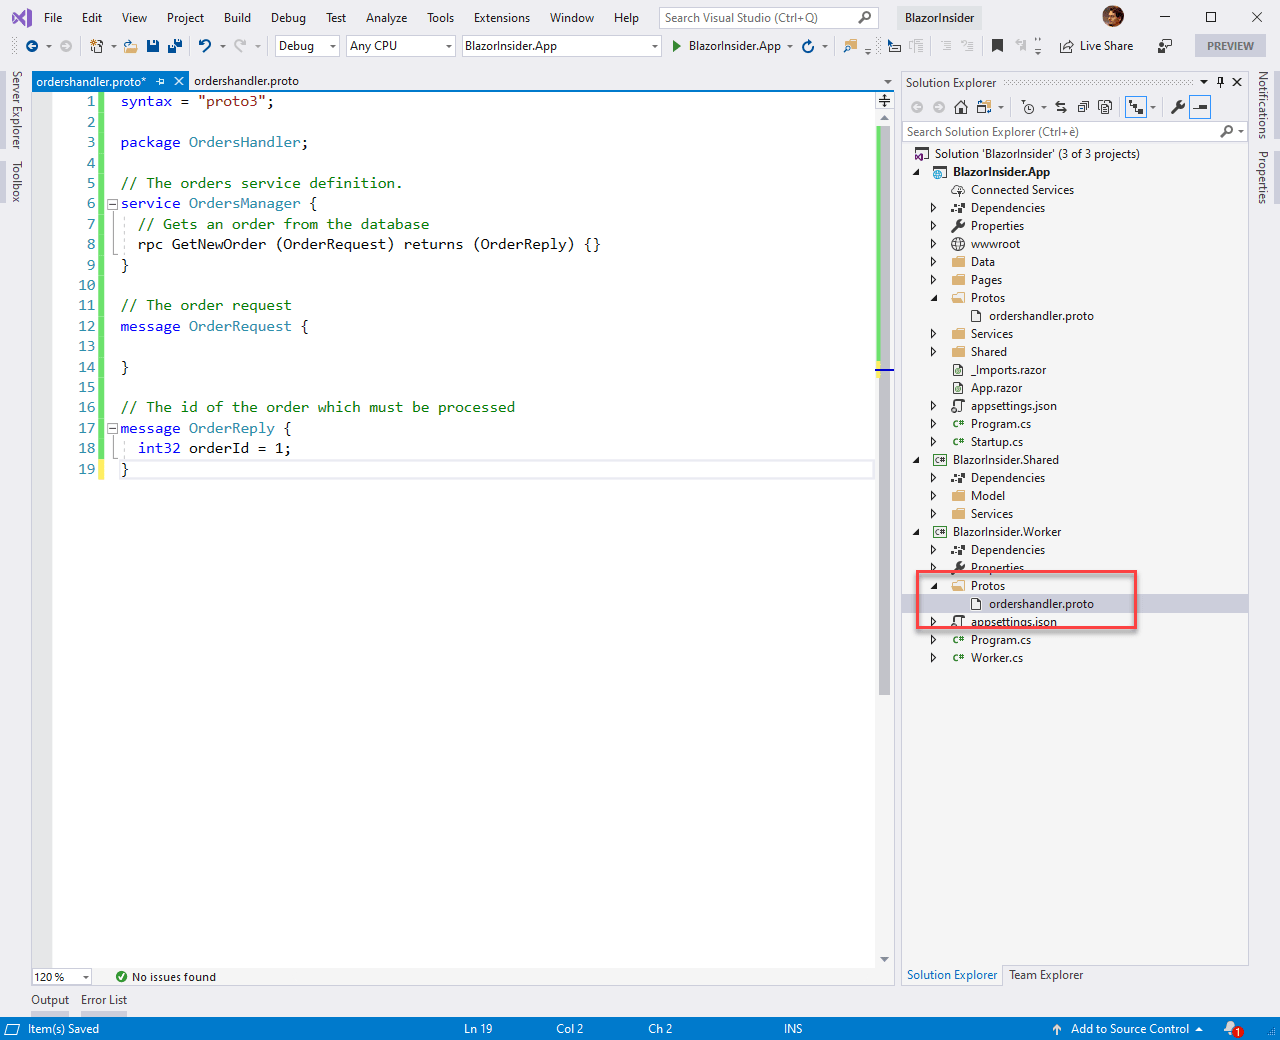 File Edit View Project Build Debug Test Analyze Tools Extensions Window Help Search Visual Studio (Ctrl+Q) BlazorInsider
Debug Any CPU BlazorInsider.App BlazorInsider.App Live Share PREVIEW
Server Explorer
Toolbox
ordershandler.proto* ordershandler.proto
1 syntax = "proto3";
2
3 package OrdersHandler;
4
5 // The orders service definition.
6 service OrdersManager {
7 // Gets an order from the database
8 rpc GetNewOrder (OrderRequest) returns (OrderReply) {}
9 }
10
11 // The order request
12 message OrderRequest {
13
14 }
15
16 // The id of the order which must be processed
17 message OrderReply {
18 int32 orderId = 1;
19 }
120 % No issues found
Output Error List
Solution Explorer
Search Solution Explorer (Ctrl+è)
Solution 'BlazorInsider' (3 of 3 projects)
BlazorInsider.App
Connected Services
Dependencies
Properties
wwwroot
Data
Pages
Protos
ordershandler.proto
Services
Shared
_Imports.razor
App.razor
appsettings.json
C# Program.cs
C# Startup.cs
C# BlazorInsider.Shared
Dependencies
Model
Services
C# BlazorInsider.Worker
Dependencies
Properties
Protos
ordershandler.proto
appsettings.json
C# Program.cs
C# Worker.cs
Solution Explorer Team Explorer
Notifications
Properties
Item(s) Saved Ln 19 Col 2 Ch 2 INS Add to Source Control 1